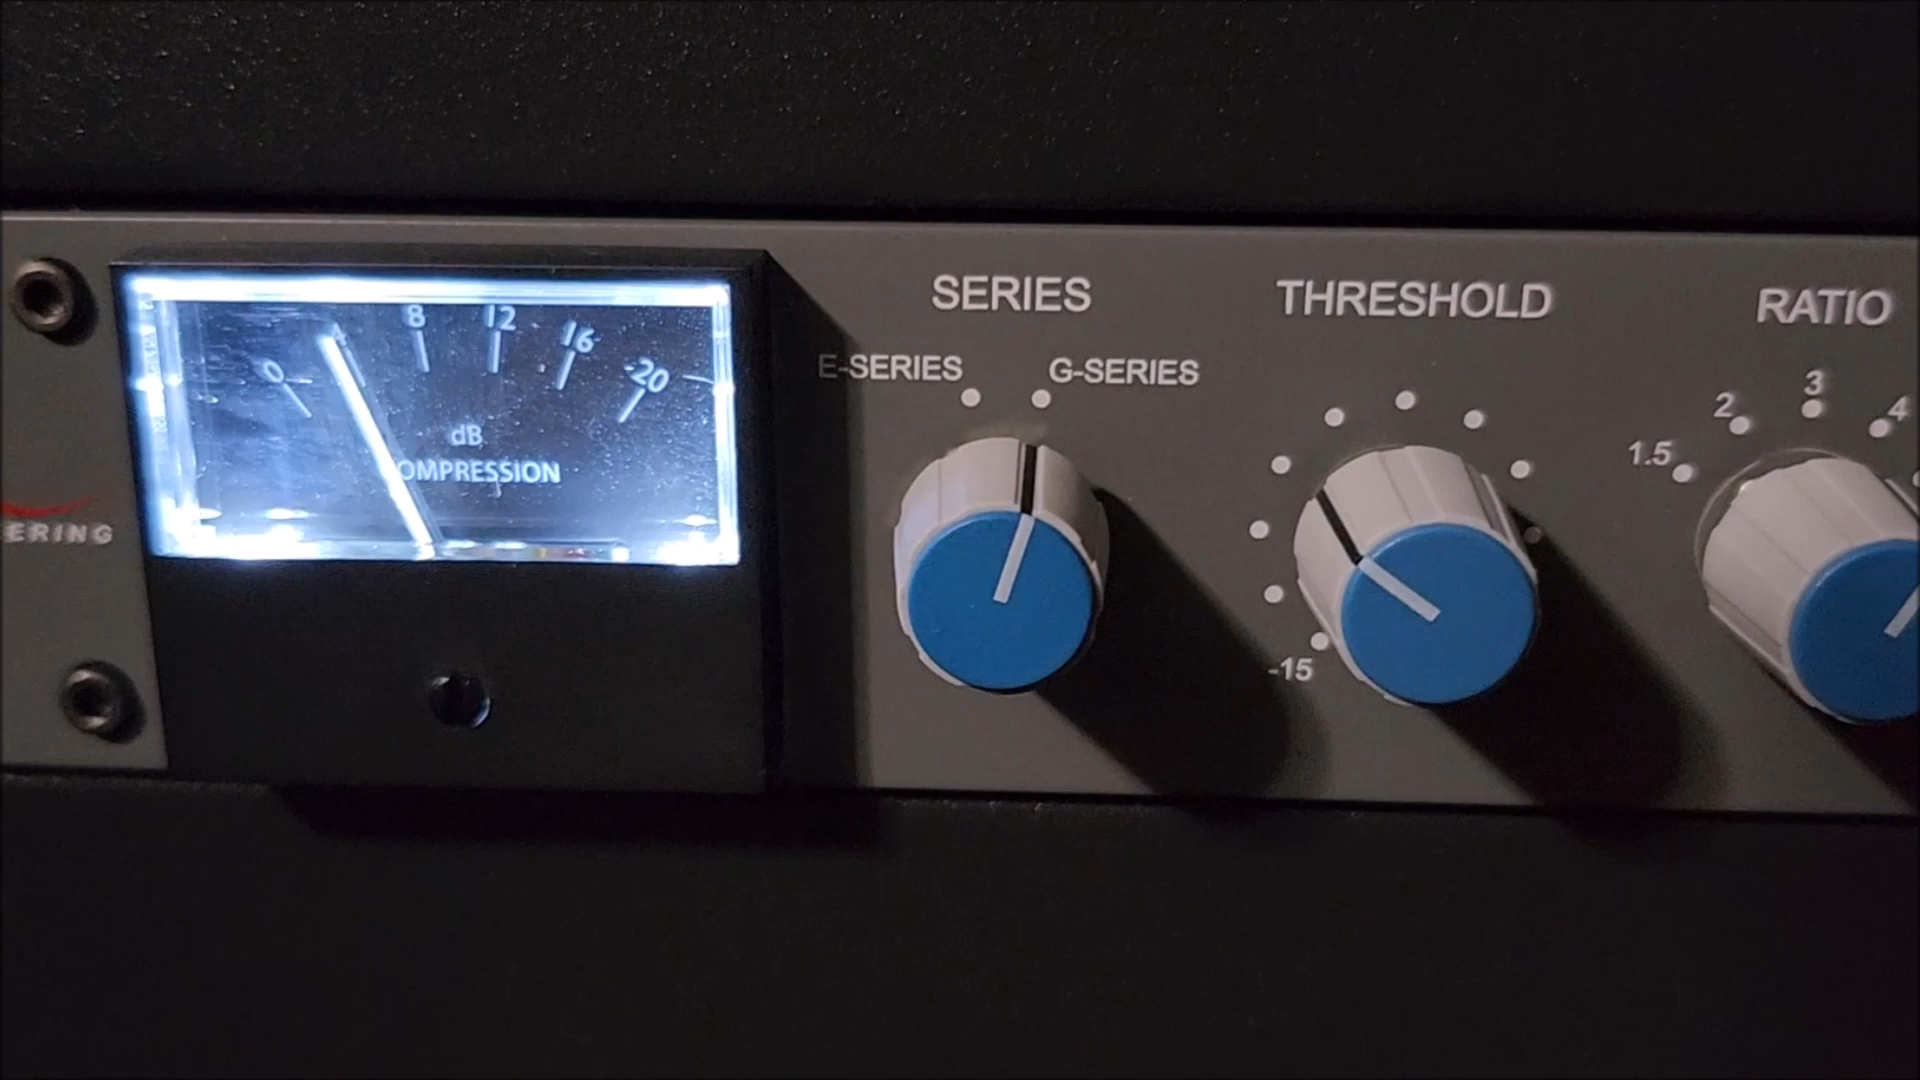 ERING
0 4 8 12 16 -20
dB
OMPRESSION
SERIES
E-SERIES G-SERIES
THRESHOLD
-15
RATIO
1.5 2 3 4